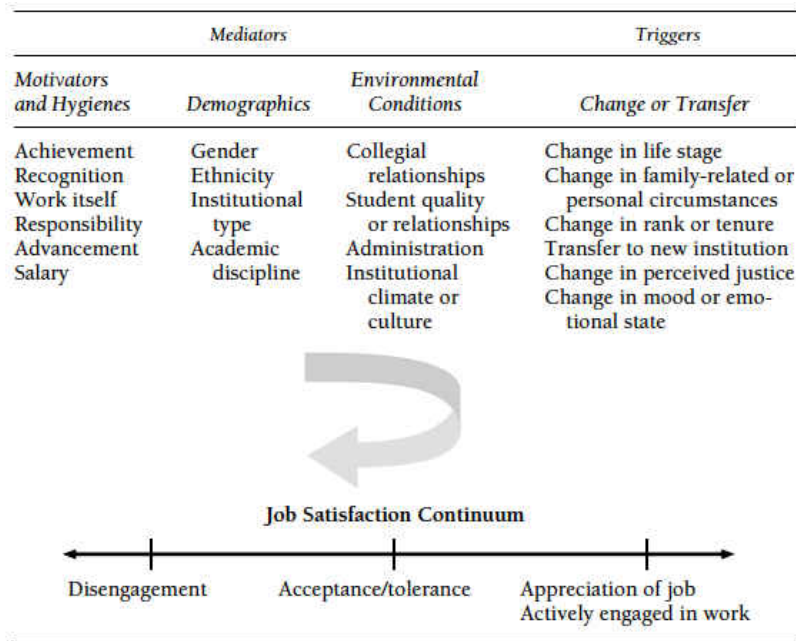 Mediators Triggers
Motivators and Hygienes
Demographics
Environmental Conditions
Change or Transfer
Achievement
Recognition
Work itself
Responsibility
Advancement
Salary
Gender
Ethnicity
Institutional
type
Academic
discipline
Collegial
relationships
Student quality
or relationships
Administration
Institutional
climate or
culture
Change in life stage
Change in family-related or
personal circumstances
Change in rank or tenure
Transfer to new institution
Change in perceived justice
Change in mood or emo-
tional state
Job Satisfaction Continuum
Disengagement
Acceptance/tolerance
Appreciation of job
Actively engaged in work